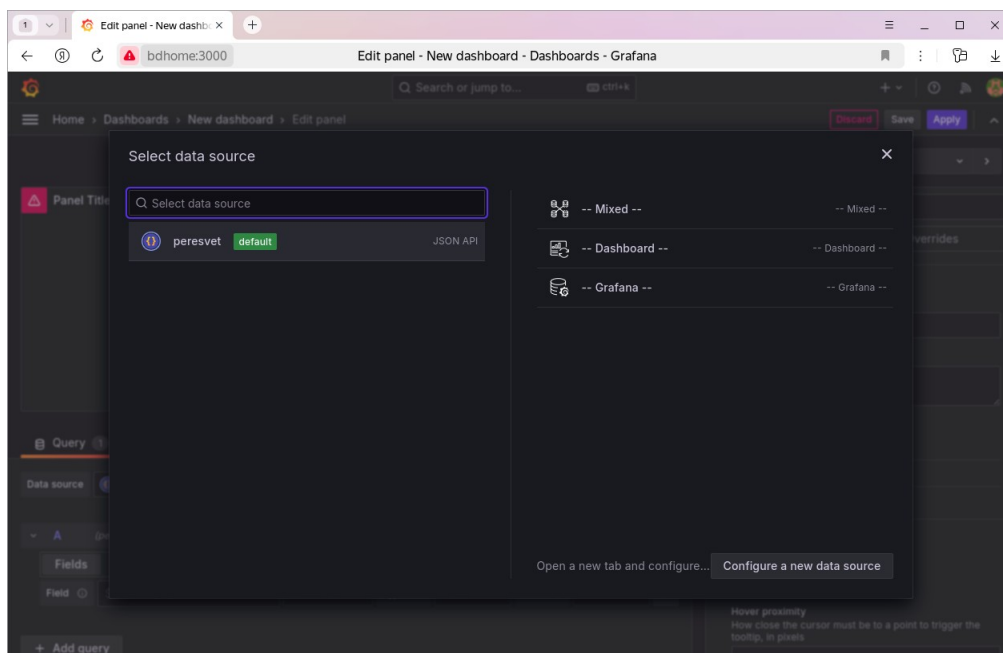 1
Edit panel - New dashb
bdhome:3000
Edit panel - New dashboard - Dashboards - Grafana
Search or jump to...
ctrl+k
Home › Dashboards › New dashboard › Edit panel
Discard
Save
Apply
Select data source
Panel Title
Select data source
peresvet
default
JSON API
-- Mixed --
-- Mixed --
-- Dashboard --
-- Dashboard --
-- Grafana --
-- Grafana --
verrides
Query 1
Data source
A
Fields
Field
Open a new tab and configure...
Configure a new data source
Hover proximity
How close the cursor must be to a point to trigger the
tooltip, in pixels
+ Add query